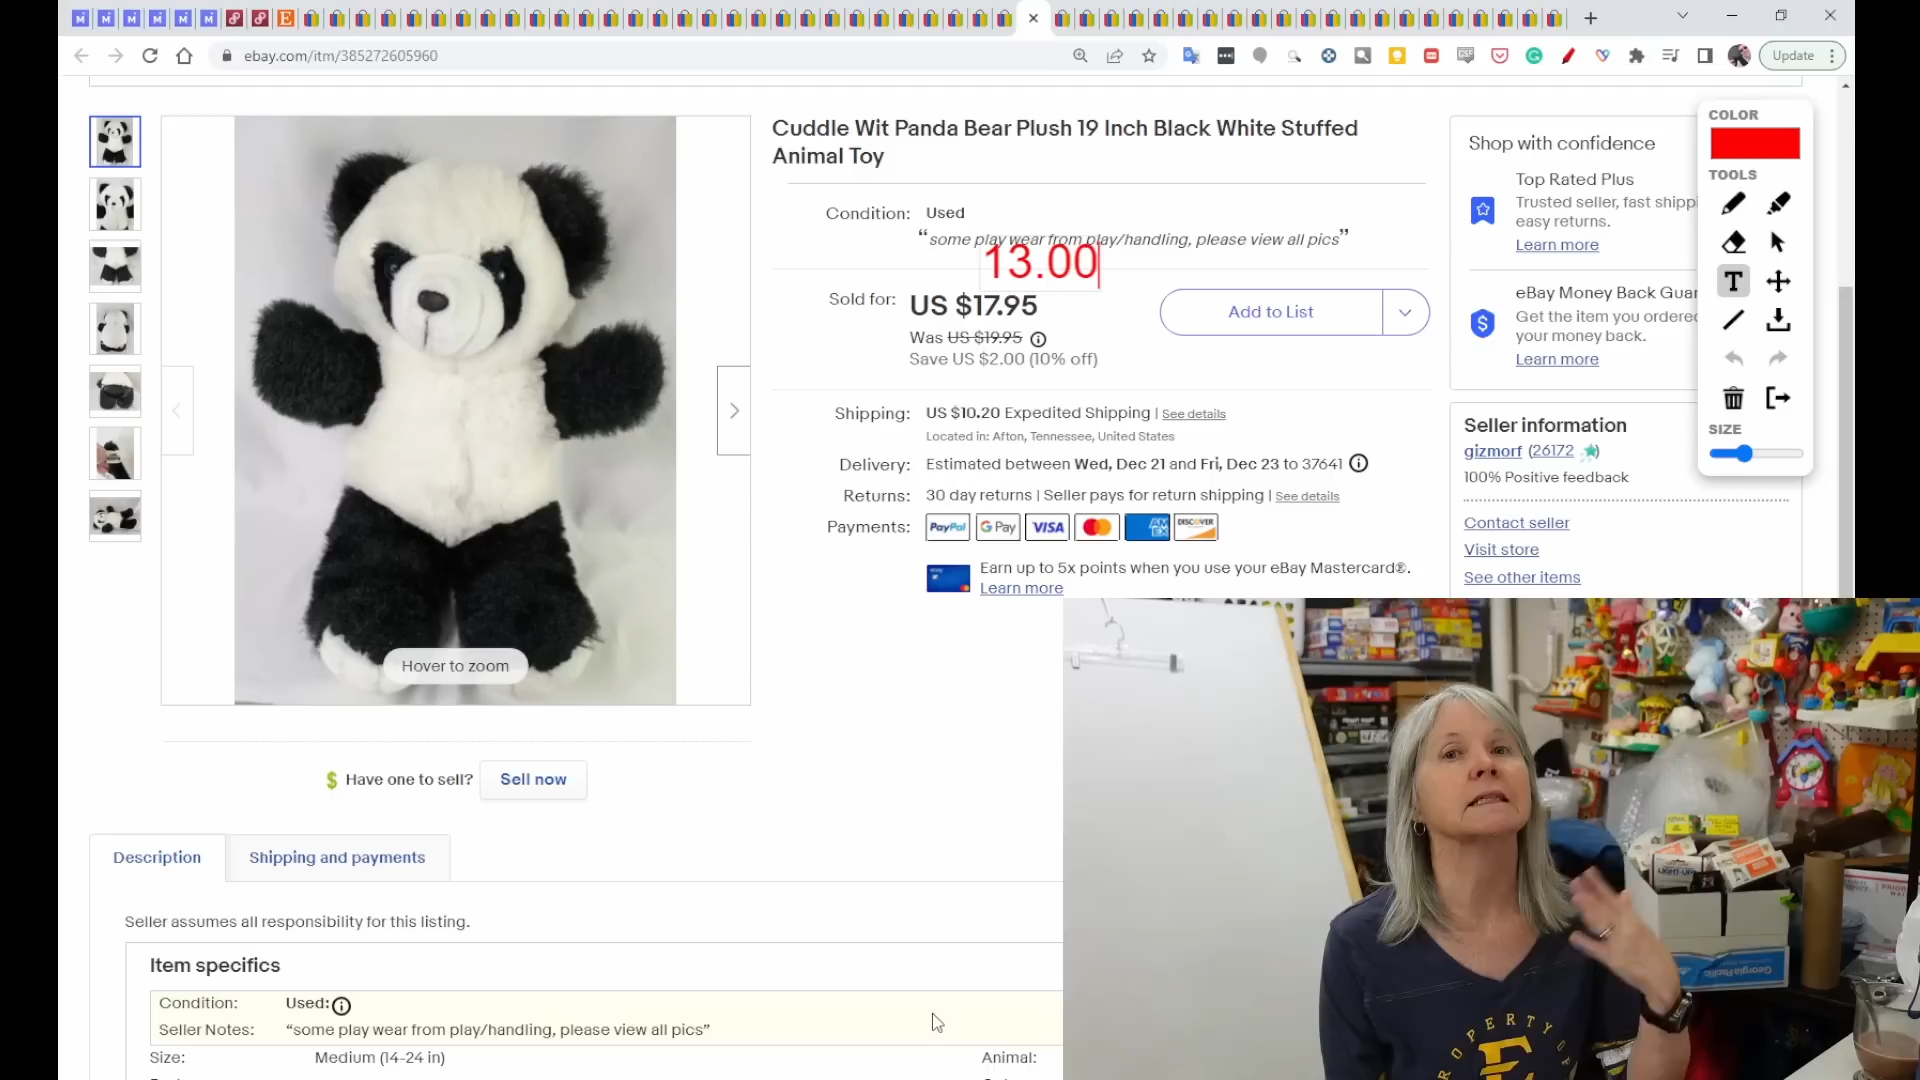 ebay.com/itm/385272605960
Update
Cuddle Wit Panda Bear Plush 19 Inch Black White Stuffed
Animal Toy
Condition: Used
“some play wear from play/handling, please view all pics”
13.00
Sold for: US $17.95
Was US $19.95
Save US $2.00 (10% off)
Add to List
Shipping: US $10.20 Expedited Shipping | See details
Located in: Afton, Tennessee, United States
Delivery: Estimated between Wed, Dec 21 and Fri, Dec 23 to 37641
Returns: 30 day returns | Seller pays for return shipping | See details
Payments: PayPal G Pay VISA AMEX DISCOVER
Earn up to 5x points when you use your eBay Mastercard®.
Learn more
Shop with confidence
Top Rated Plus
Trusted seller, fast shippi
easy returns.
Learn more
eBay Money Back Guar
Get the item you ordered
your money back.
Learn more
Seller information
gizmorf (26172)
100% Positive feedback
Contact seller
Visit store
See other items
COLOR
TOOLS
T
SIZE
Hover to zoom
Have one to sell? Sell now
Description
Shipping and payments
Seller assumes all responsibility for this listing.
Item specifics
Condition: Used:
Seller Notes: “some play wear from play/handling, please view all pics”
Size: Medium (14-24 in)
Animal:
Georgia-Pacific
PROPERTY OF
E